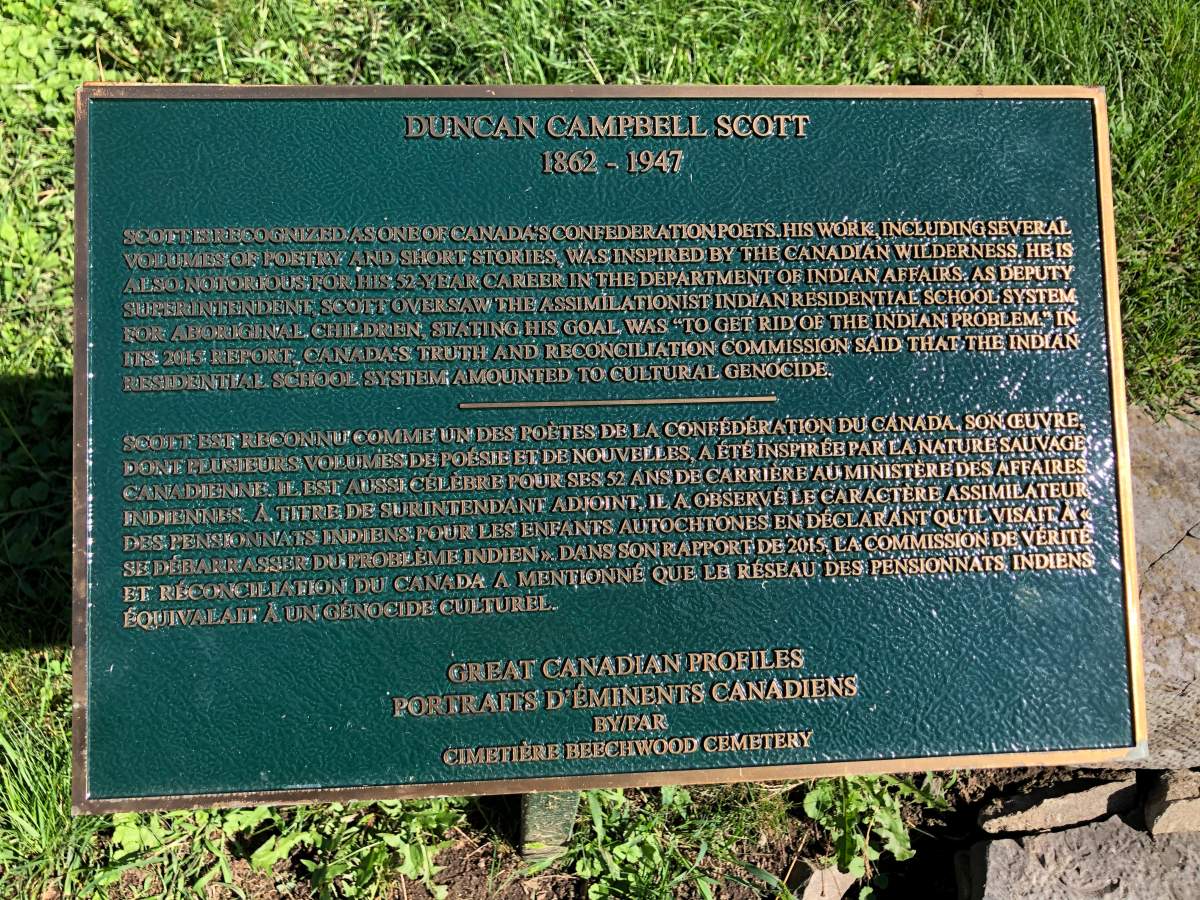 DUNCAN CAMPBELL SCOTT
1862 - 1947
SCOTT IS RECOGNIZED AS ONE OF CANADA'S CONFEDERATION POETS. HIS WORK, INCLUDING SEVERAL
VOLUMES OF POETRY AND SHORT STORIES, WAS INSPIRED BY THE CANADIAN WILDERNESS. HE IS
ALSO NOTORIOUS FOR HIS 52-YEAR CAREER IN THE DEPARTMENT OF INDIAN AFFAIRS. AS DEPUTY
SUPERINTENDENT, SCOTT OVERSAW THE ASSIMILATIONIST INDIAN RESIDENTIAL SCHOOL SYSTEM
FOR ABORIGINAL CHILDREN, STATING HIS GOAL WAS "TO GET RID OF THE INDIAN PROBLEM." IN
ITS 2015 REPORT, CANADA'S TRUTH AND RECONCILIATION COMMISSION SAID THAT THE INDIAN
RESIDENTIAL SCHOOL SYSTEM AMOUNTED TO CULTURAL GENOCIDE.
SCOTT EST RECONNU COMME UN DES POÈTES DE LA CONFÉDÉRATION DU CANADA. SON ŒUVRE,
DONT PLUSIEURS VOLUMES DE POÉSIE ET DE NOUVELLES, A ÉTÉ INSPIRÉE PAR LA NATURE SAUVAGE
CANADIENNE. IL EST AUSSI CÉLÈBRE POUR SES 52 ANS DE CARRIÈRE AU MINISTÈRE DES AFFAIRES
INDIENNES. À TITRE DE SURINTENDANT ADJOINT, IL A OBSERVÉ LE CARACTÈRE ASSIMILATEUR
DES PENSIONNATS INDIENS POUR LES ENFANTS AUTOCHTONES EN DÉCLARANT QU'IL VISAIT À «
SE DÉBARRASSER DU PROBLÈME INDIEN ». DANS SON RAPPORT DE 2015, LA COMMISSION DE VÉRITÉ
ET RÉCONCILIATION DU CANADA A MENTIONNÉ QUE LE RÉSEAU DES PENSIONNATS INDIENS
ÉQUIVALAIT À UN GÉNOCIDE CULTUREL.
GREAT CANADIAN PROFILES
PORTRAITS D'ÉMINENTS CANADIENS
BY/PAR
CIMETIÈRE BEECHWOOD CEMETERY